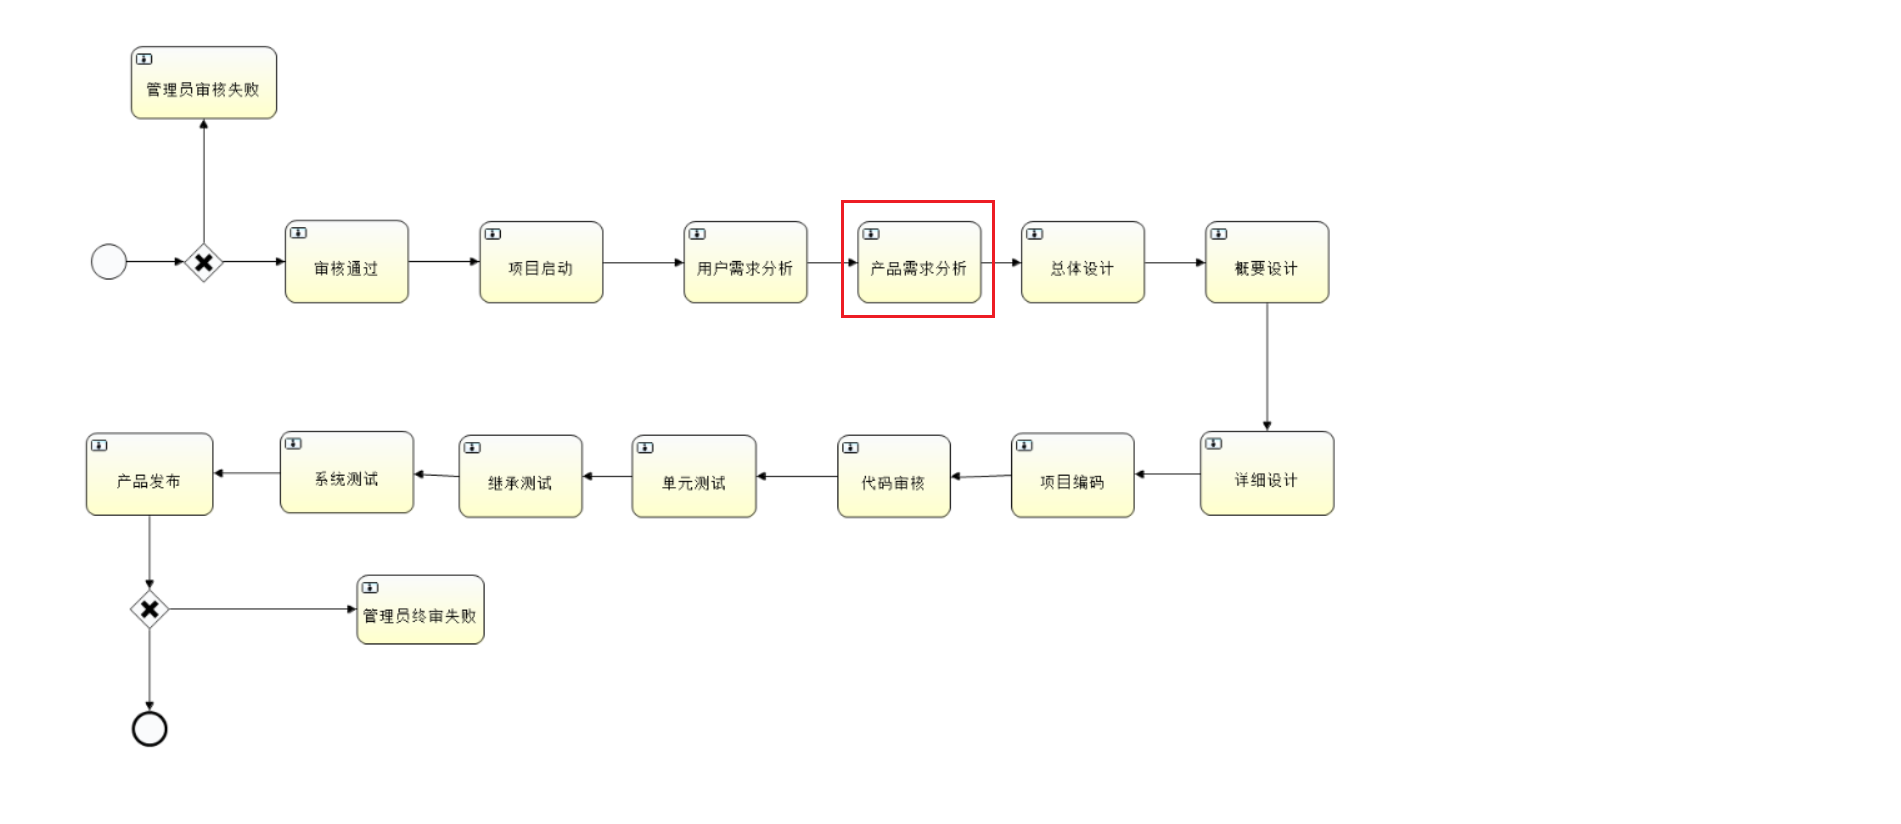 管理员审核失败
审核通过
项目启动
用户需求分析
产品需求分析
总体设计
概要设计
详细设计
项目编码
代码审核
单元测试
继承测试
系统测试
产品发布
管理员终审失败